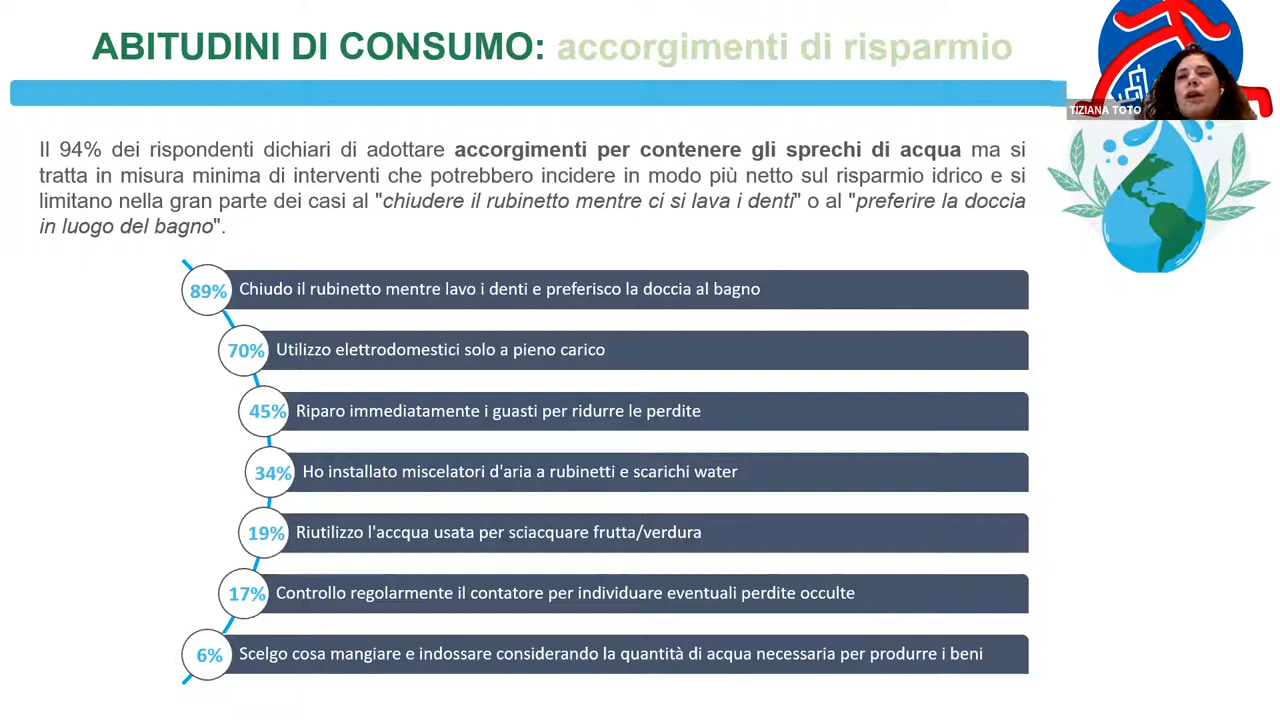 ABITUDINI DI CONSUMO: accorgimenti di risparmio
TIZIANA TOTO
Il 94% dei rispondenti dichiari di adottare accorgimenti per contenere gli sprechi di acqua ma si
tratta in misura minima di interventi che potrebbero incidere in modo più netto sul risparmio idrico e si
limitano nella gran parte dei casi al "chiudere il rubinetto mentre ci si lava i denti" o al "preferire la doccia
in luogo del bagno".
89% Chiudo il rubinetto mentre lavo i denti e preferisco la doccia al bagno
70% Utilizzo elettrodomestici solo a pieno carico
45% Riparo immediatamente i guasti per ridurre le perdite
34% Ho installato miscelatori d'aria a rubinetti e scarichi water
19% Riutilizzo l'accqua usata per sciacquare frutta/verdura
17% Controllo regolarmente il contatore per individuare eventuali perdite occulte
6% Scelgo cosa mangiare e indossare considerando la quantità di acqua necessaria per produrre i beni